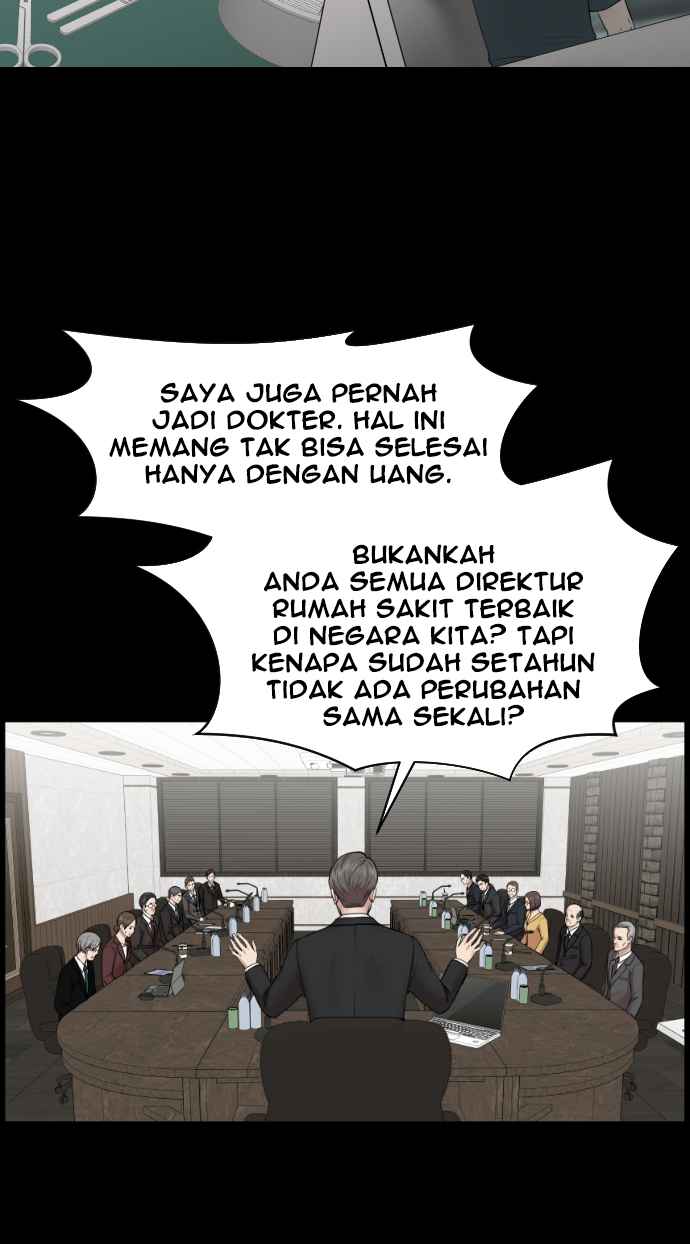 SAYA JUGA PERNAH
JADI DOKTER. HAL INI
MEMANG TAK BISA SELESAI
HANYA DENGAN UANG.
BUKANKAH
ANDA SEMUA DIREKTUR
RUMAH SAKIT TERBAIK
DI NEGARA KITA? TAPI
KENAPA SUDAH SETAHUN
TIDAK ADA PERUBAHAN
SAMA SEKALI?